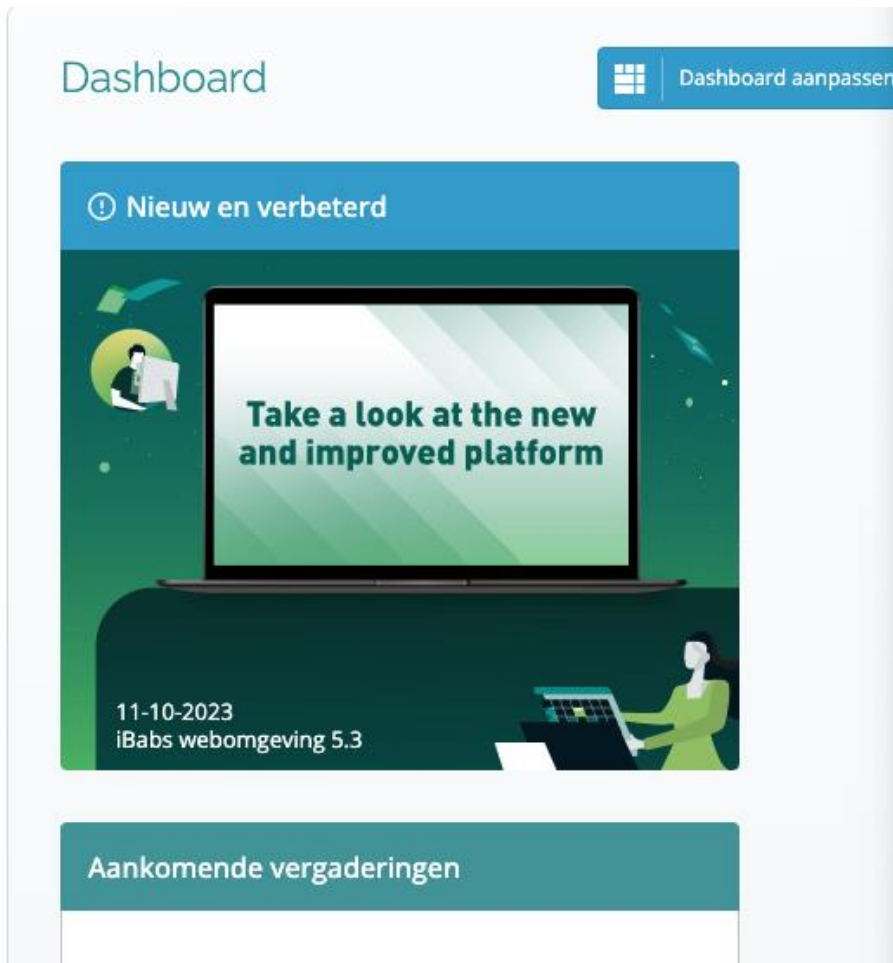 Dashboard
Dashboard aanpassen
Nieuw en verbeterd
Take a look at the new
and improved platform
11-10-2023
iBabs webomgeving 5.3
Aankomende vergaderingen